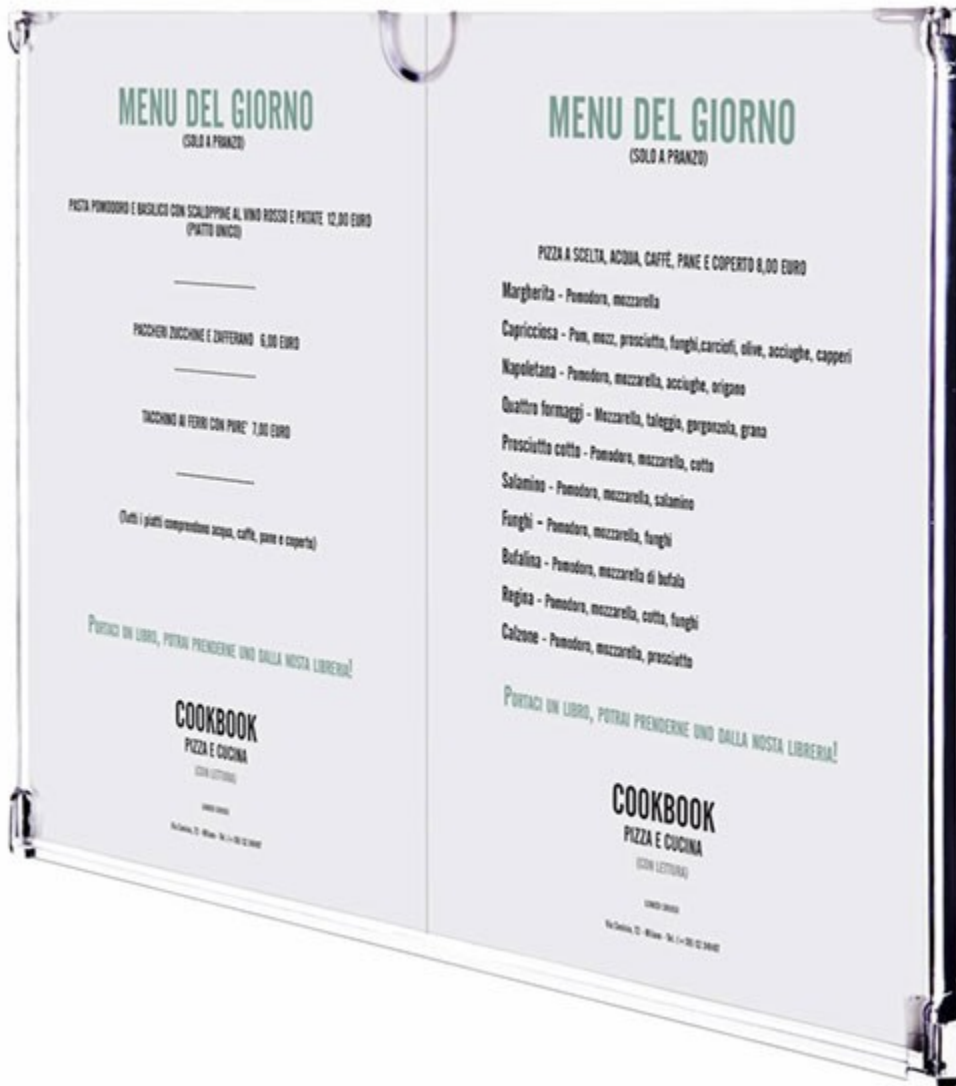 MENU DEL GIORNO
(SOLO A PRANZO)
PASTA POMODORO E BASILICO CON SCALOPPINE AL VINO ROSSO E PATATE 12,00 EURO
(PIATTO UNICO)
PACCHERI ZUCCHINE E ZAFFERANO 6,00 EURO
TACCHINO AI FERRI CON PURE' 7,00 EURO
(Tutti i piatti comprendono acqua, caffè, pane e coperto)
PORTACI UN LIBRO, POTRAI PRENDERNE UNO DALLA NOSTA LIBRERIA!
COOKBOOK
PIZZA E CUCINA
(CON LETTURA)
MENU DEL GIORNO
(SOLO A PRANZO)
PIZZA A SCELTA, ACQUA, CAFFÈ, PANE E COPERTO 8,00 EURO
Margherita - Pomodoro, mozzarella
Capricciosa - Pom, mozz, prosciutto, funghi,carciofi, olive, acciughe, capperi
Napoletana - Pomodoro, mozzarella, acciughe, origano
Quattro formaggi - Mozzarella, taleggio, gorgonzola, grana
Prosciutto cotto - Pomodoro, mozzarella, cotto
Salamino - Pomodoro, mozzarella, salamino
Funghi - Pomodoro, mozzarella, funghi
Bufalina - Pomodoro, mozzarella di bufala
Regina - Pomodoro, mozzarella, cotto, funghi
Calzone - Pomodoro, mozzarella, prosciutto
PORTACI UN LIBRO, POTRAI PRENDERNE UNO DALLA NOSTA LIBRERIA!
COOKBOOK
PIZZA E CUCINA
(CON LETTURA)